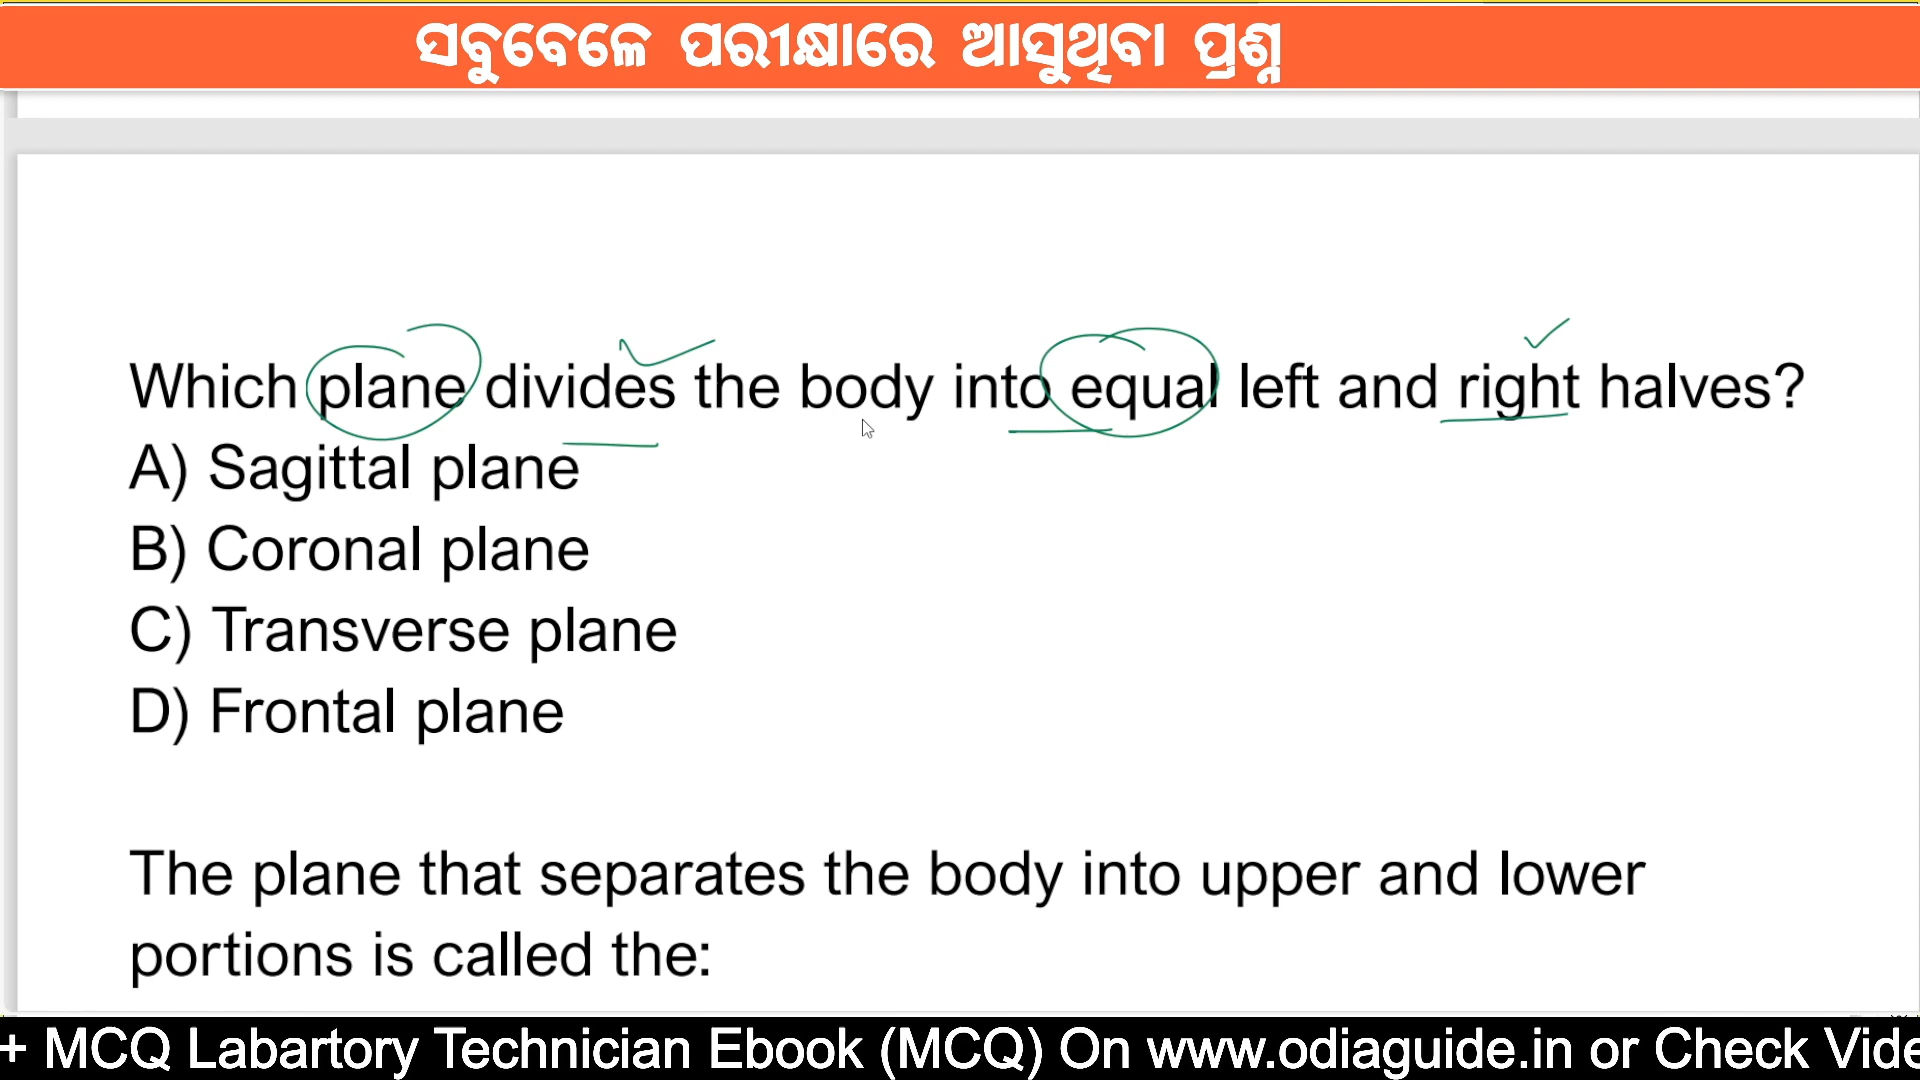 ସବୁବେଳେ ପରୀକ୍ଷାରେ ଆସୁଥିବା ପ୍ରଶ୍ନ
Which plane divides the body into equal left and right halves?
A) Sagittal plane
B) Coronal plane
C) Transverse plane
D) Frontal plane
The plane that separates the body into upper and lower
portions is called the:
+ MCQ Labartory Technician Ebook (MCQ) On www.odiaguide.in or Check Vide